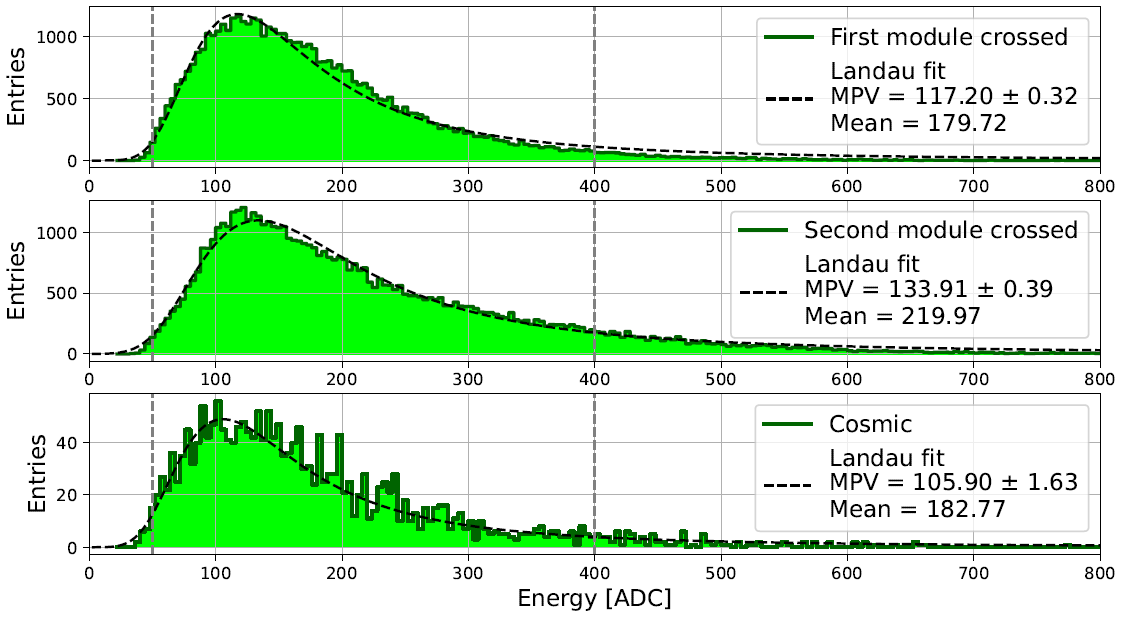 Entries
1000
500
0
First module crossed
Landau fit
MPV = 117.20 ± 0.32
Mean = 179.72
0 100 200 300 400 500 600 700 800
Entries
1000
500
0
Second module crossed
Landau fit
MPV = 133.91 ± 0.39
Mean = 219.97
0 100 200 300 400 500 600 700 800
Entries
40
20
0
Cosmic
Landau fit
MPV = 105.90 ± 1.63
Mean = 182.77
0 100 200 300 400 500 600 700 800
Energy [ADC]